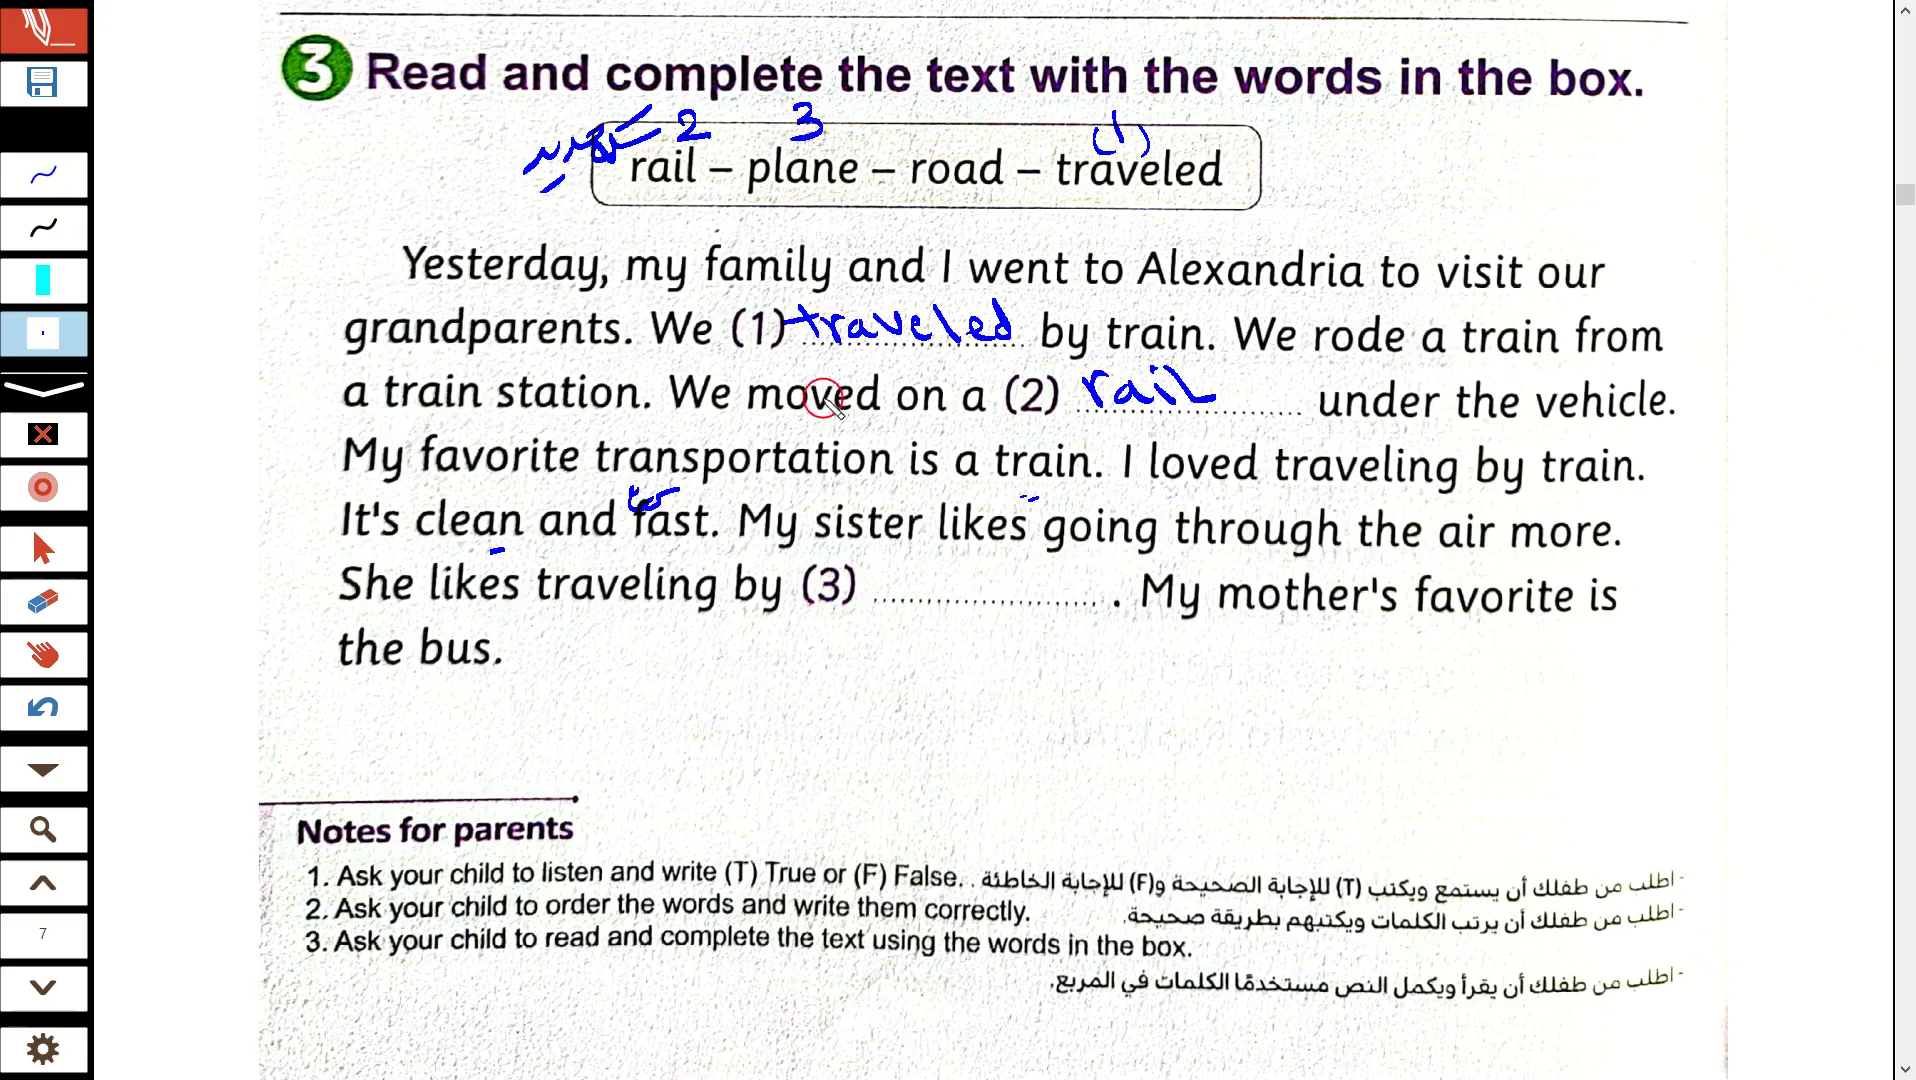 3 Read and complete the text with the words in the box.
2 3 (1)
rail – plane – road – traveled
Yesterday, my family and I went to Alexandria to visit our
grandparents. We (1) traveled by train. We rode a train from
a train station. We moved on a (2) rail under the vehicle.
My favorite transportation is a train. I loved traveling by train.
It's clean and fast. My sister likes going through the air more.
She likes traveling by (3) ........................ . My mother's favorite is
the bus.
Notes for parents
1. Ask your child to listen and write (T) True or (F) False. - اطلب من طفلك أن يستمع ويكتب (T) للإجابة الصحيحة و(F) للإجابة الخاطئة.
2. Ask your child to order the words and write them correctly. - اطلب من طفلك أن يرتب الكلمات ويكتبهم بطريقة صحيحة.
3. Ask your child to read and complete the text using the words in the box.
- اطلب من طفلك أن يقرأ ويكمل النص مستخدمًا الكلمات في المربع.
7